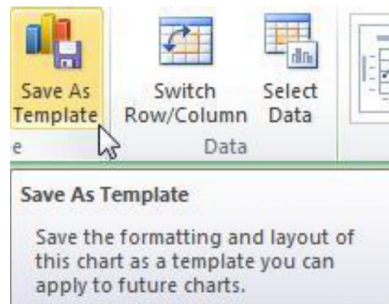 Save As Switch Select
Template Row/Column Data
e Data
Save As Template
Save the formatting and layout of
this chart as a template you can
apply to future charts.